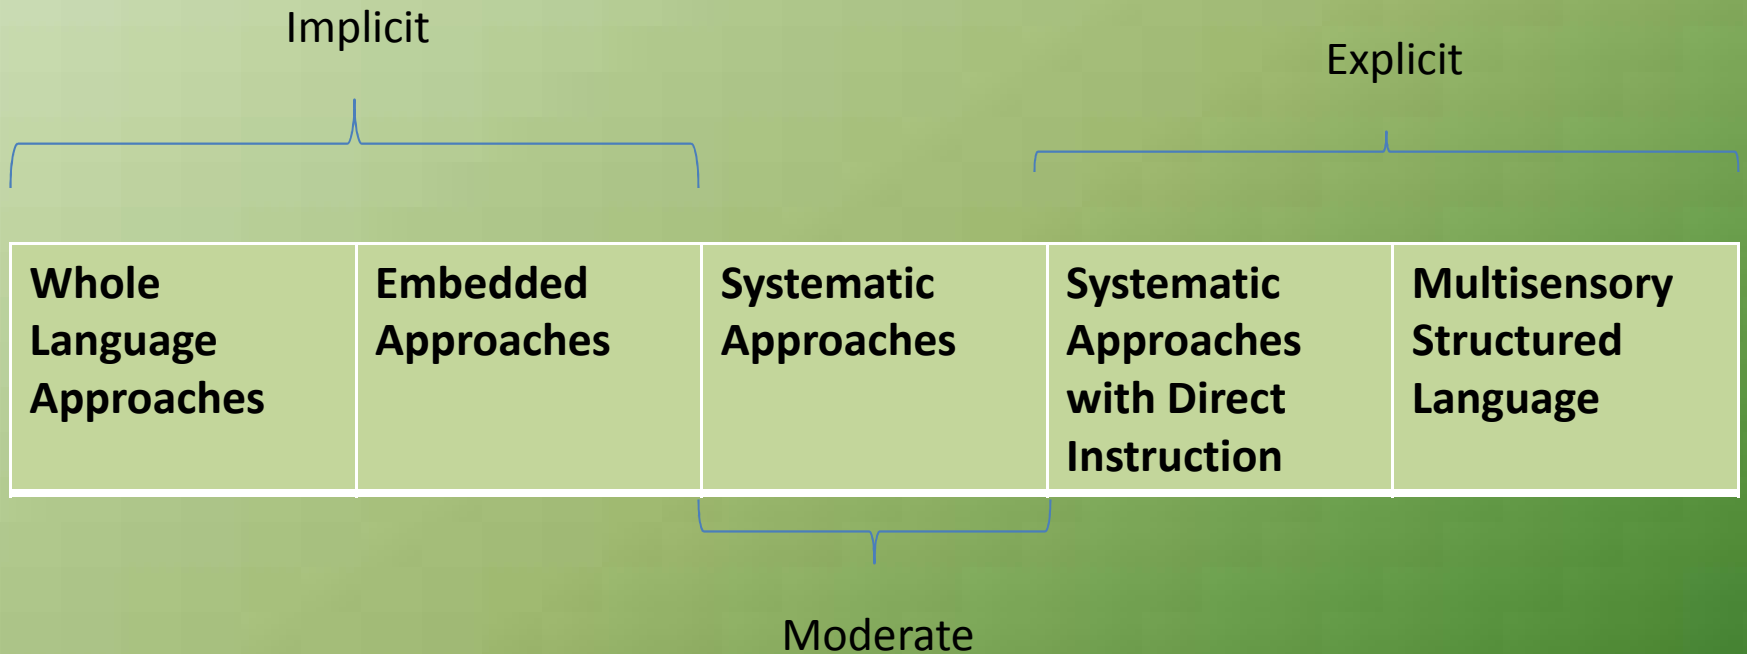 Implicit
Explicit
Whole
Language
Approaches
Embedded
Approaches
Systematic
Approaches
Systematic
Approaches
with Direct
Instruction
Multisensory
Structured
Language
Moderate